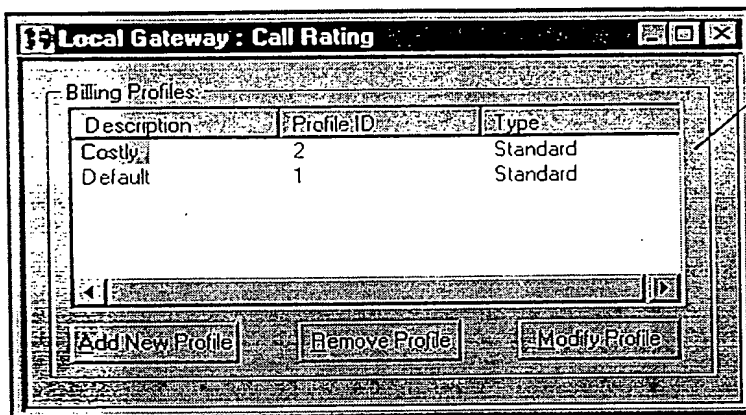 Local Gateway : Call Rating
Billing Profiles:
Description Profile ID Type
Costly 2 Standard
Default 1 Standard
Add New Profile Remove Profile Modify Profile